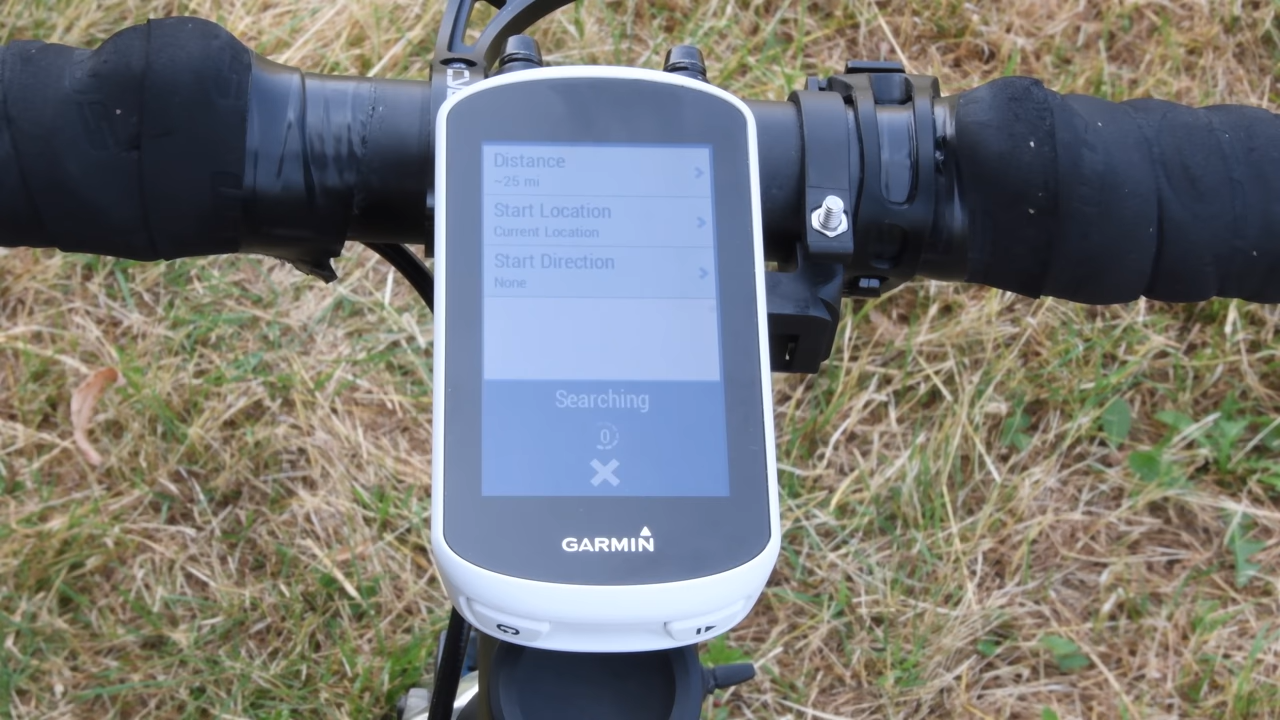 Distance
~25 mi
Start Location
Current Location
Start Direction
None
Searching
0
GARMIN